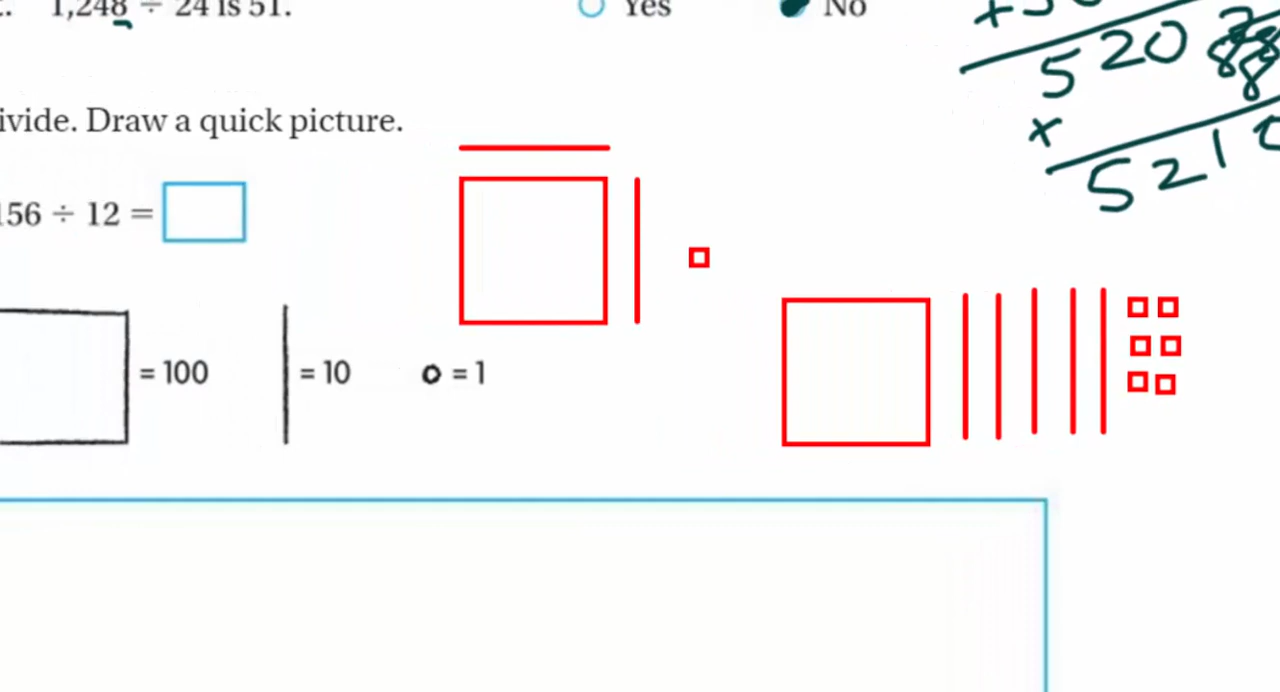 1,248 ÷ 24 is 51.
Yes
No
520
x
521
ivide. Draw a quick picture.
156 ÷ 12 =
= 100
= 10
o = 1